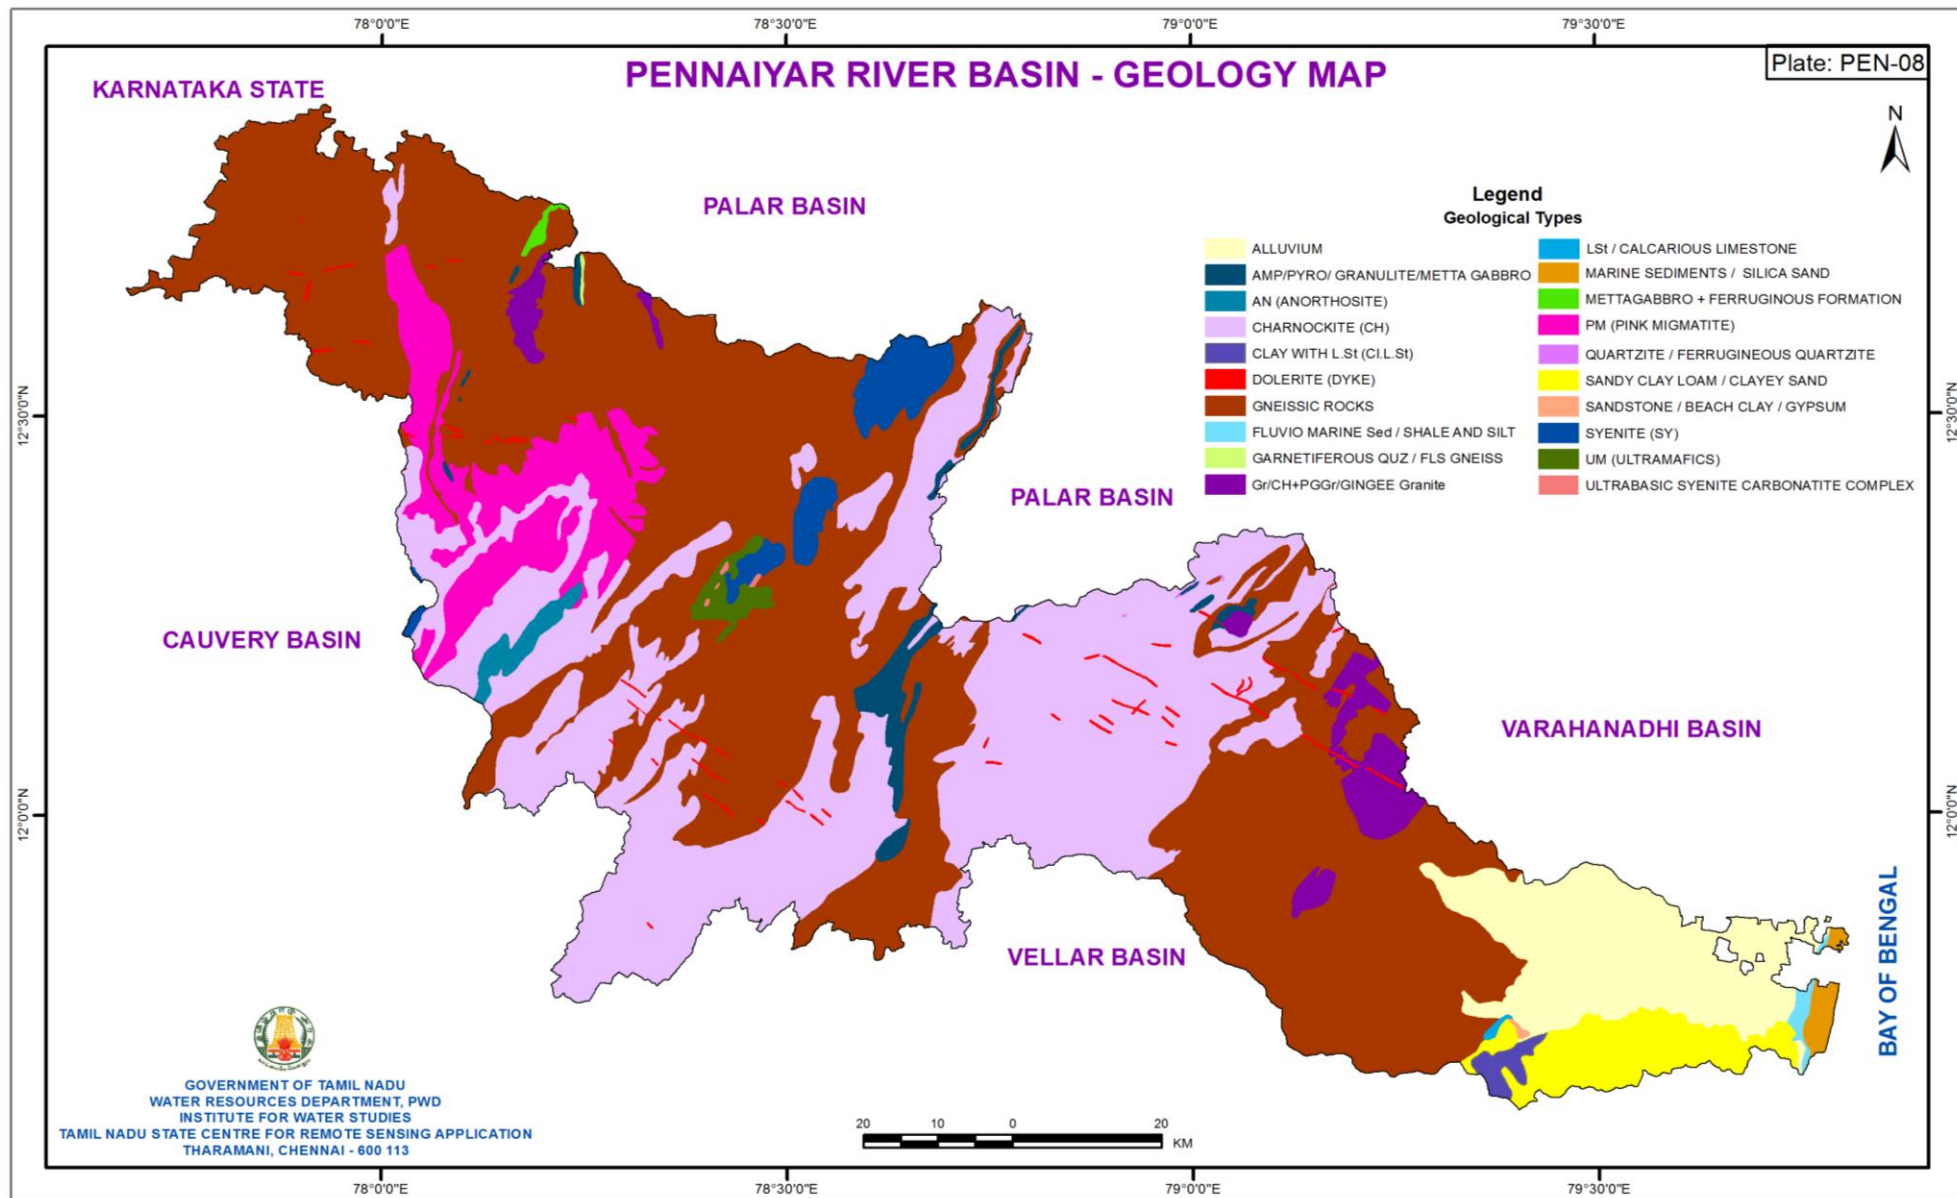 78°0'0"E
78°30'0"E
79°0'0"E
79°30'0"E
PENNAIYAR RIVER BASIN - GEOLOGY MAP
Plate: PEN-08
KARNATAKA STATE
N
PALAR BASIN
Legend
Geological Types
ALLUVIUM
AMP/PYRO/ GRANULITE/METTA GABBRO
AN (ANORTHOSITE)
CHARNOCKITE (CH)
CLAY WITH L.St (Cl.L.St)
DOLERITE (DYKE)
GNEISSIC ROCKS
FLUVIO MARINE Sed / SHALE AND SILT
GARNETIFEROUS QUZ / FLS GNEISS
Gr/CH+PGGr/GINGEE Granite
LSt / CALCARIOUS LIMESTONE
MARINE SEDIMENTS / SILICA SAND
METTAGABBRO + FERRUGINOUS FORMATION
PM (PINK MIGMATITE)
QUARTZITE / FERRUGINEOUS QUARTZITE
SANDY CLAY LOAM / CLAYEY SAND
SANDSTONE / BEACH CLAY / GYPSUM
SYENITE (SY)
UM (ULTRAMAFICS)
ULTRABASIC SYENITE CARBONATITE COMPLEX
12°30'0"N
12°30'0"N
PALAR BASIN
CAUVERY BASIN
VARAHANADHI BASIN
12°0'0"N
12°0'0"N
VELLAR BASIN
BAY OF BENGAL
GOVERNMENT OF TAMIL NADU
WATER RESOURCES DEPARTMENT, PWD
INSTITUTE FOR WATER STUDIES
TAMIL NADU STATE CENTRE FOR REMOTE SENSING APPLICATION
THARAMANI, CHENNAI - 600 113
20 10 0 20
KM
78°0'0"E
78°30'0"E
79°0'0"E
79°30'0"E